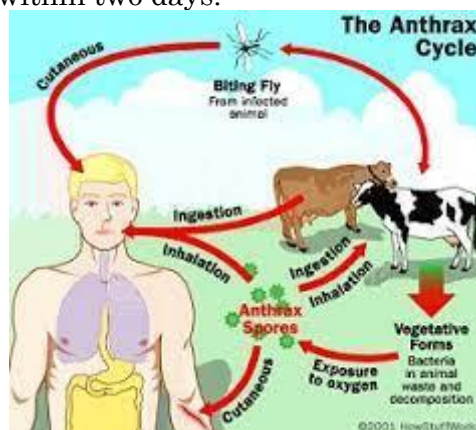 within two days.
The Anthrax
Cycle
Cutaneous
Biting Fly
From infected
animal
Ingestion
Inhalation
Ingestion
Inhalation
Anthrax
Spores
Cutaneous
Exposure
to oxygen
Vegetative
Forms
Bacteria
in animal
waste and
decomposition
©2001 HowStuffWorks